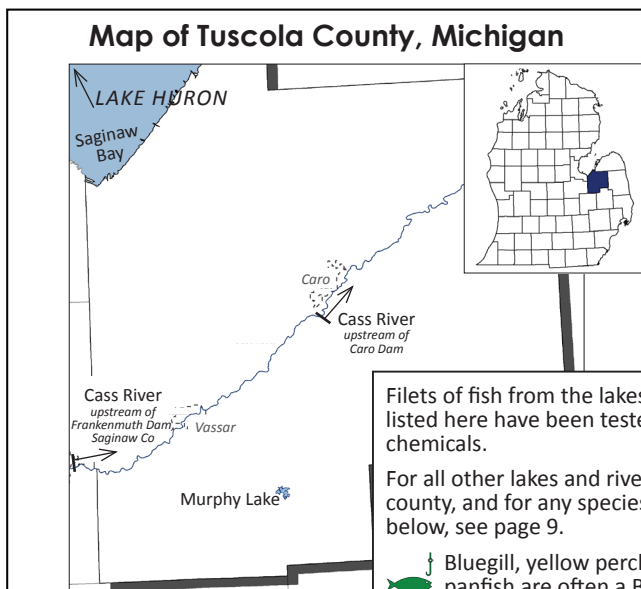 Map of Tuscola County, Michigan
LAKE HURON
Saginaw
Bay
Caro
Cass River
upstream of
Caro Dam
Cass River
upstream of
Frankenmuth Dam,
Saginaw Co
Vassar
Murphy Lake
Filets of fish from the lakes
listed here have been teste
chemicals.
For all other lakes and rive
county, and for any species
below, see page 9.
Bluegill, yellow perch
panfish are often a B